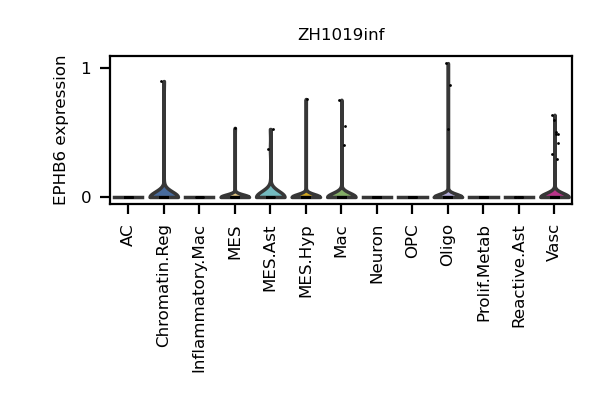 ZH1019inf
EPHB6 expression
1
0
AC
Chromatin.Reg
Inflammatory.Mac
MES
MES.Ast
MES.Hyp
Mac
Neuron
OPC
Oligo
Prolif.Metab
Reactive.Ast
Vasc